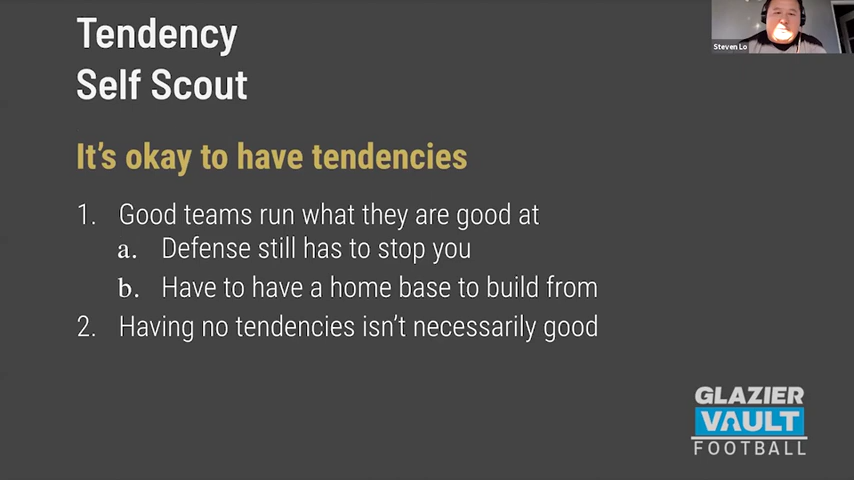 Tendency
Self Scout
Steven Lo
It's okay to have tendencies
1. Good teams run what they are good at
a. Defense still has to stop you
b. Have to have a home base to build from
2. Having no tendencies isn't necessarily good
GLAZIER
VAULT
FOOTBALL